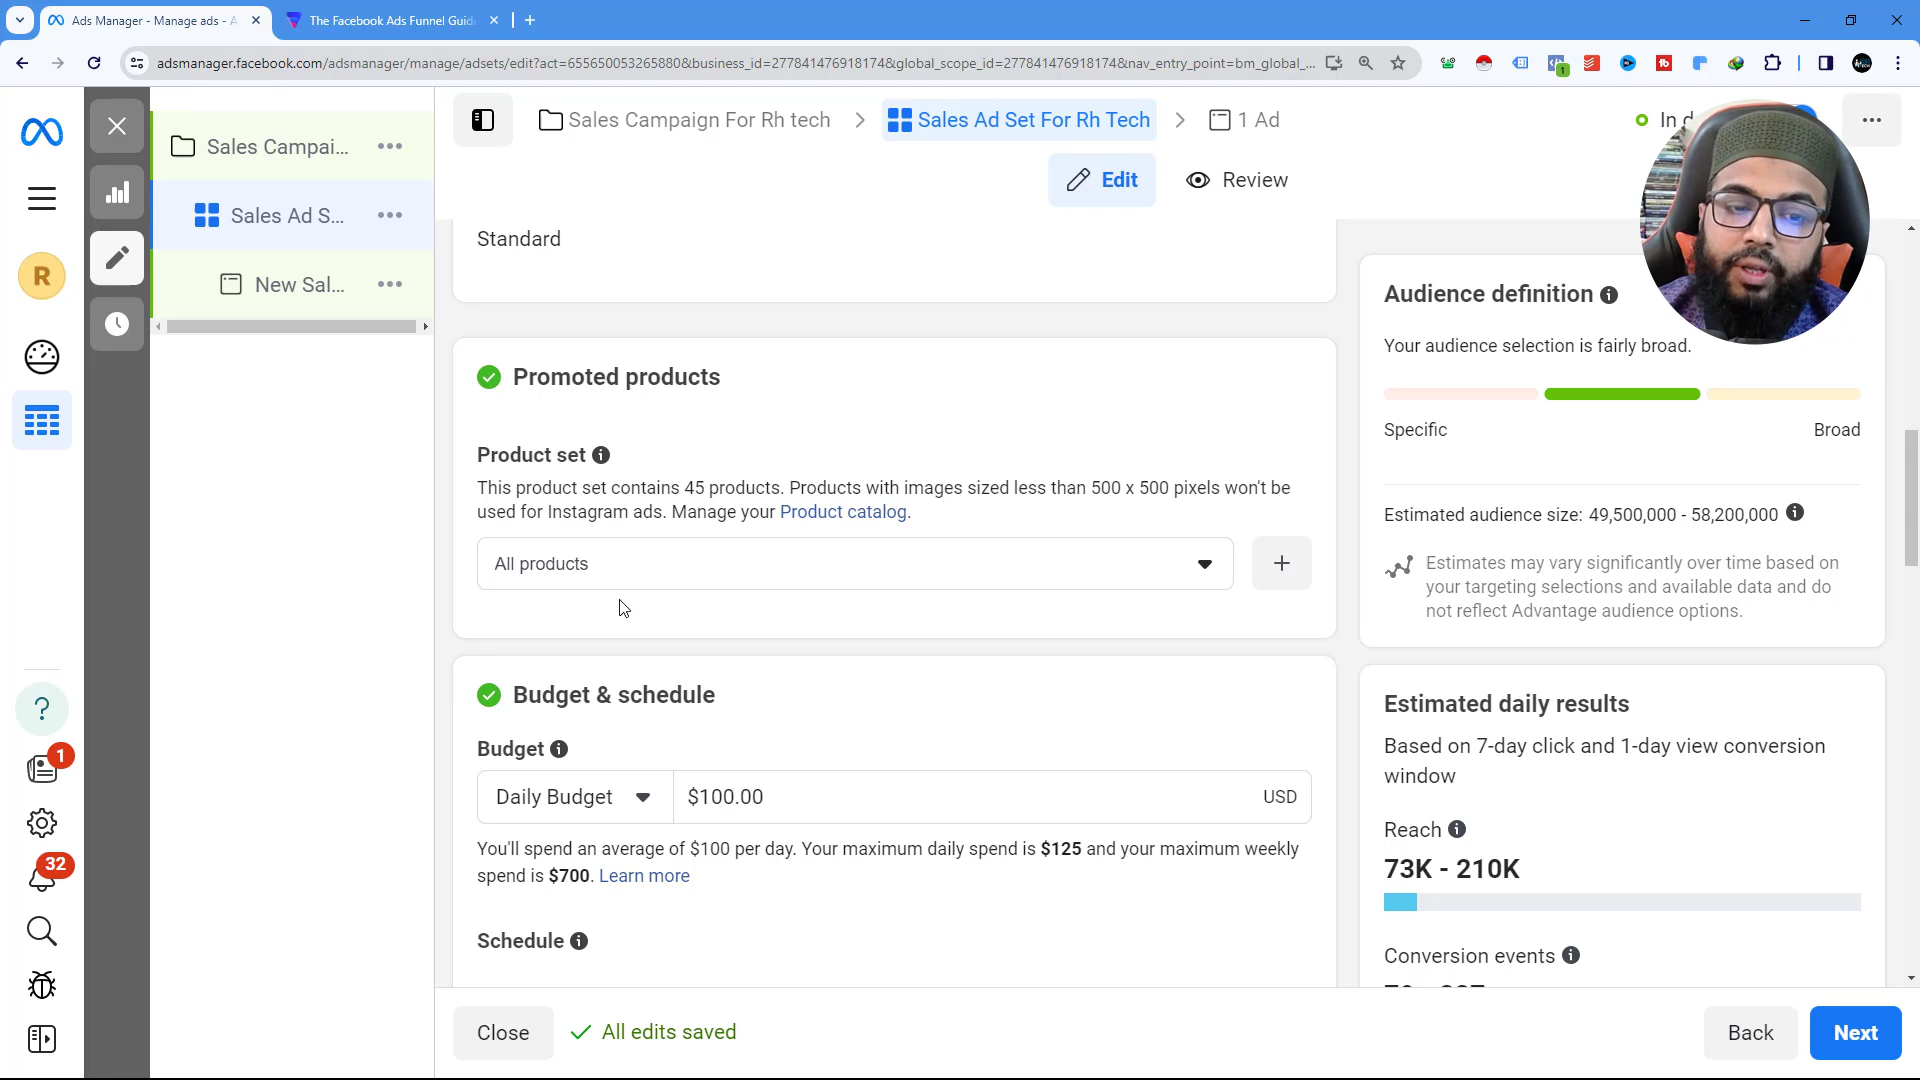 Ads Manager - Manage ads - A
The Facebook Ads Funnel Guid
adsmanager.facebook.com/adsmanager/manage/adsets/edit?act=655650053265880&business_id=277841476918174&global_scope_id=277841476918174&nav_entry_point=bm_global_...
1
Sales Campaign For Rh tech
Sales Ad Set For Rh Tech
1 Ad
Edit
Review
Sales Campai...
Sales Ad S...
New Sal...
R
?
1
32
Standard
Promoted products
Product set
This product set contains 45 products. Products with images sized less than 500 x 500 pixels won't be
used for Instagram ads. Manage your Product catalog.
All products
Budget & schedule
Budget
Daily Budget
$100.00
USD
You'll spend an average of $100 per day. Your maximum daily spend is $125 and your maximum weekly
spend is $700. Learn more
Schedule
Audience definition
Your audience selection is fairly broad.
Specific
Broad
Estimated audience size: 49,500,000 - 58,200,000
Estimates may vary significantly over time based on
your targeting selections and available data and do
not reflect Advantage audience options.
Estimated daily results
Based on 7-day click and 1-day view conversion
window
Reach
73K - 210K
Conversion events
Close
All edits saved
Back
Next